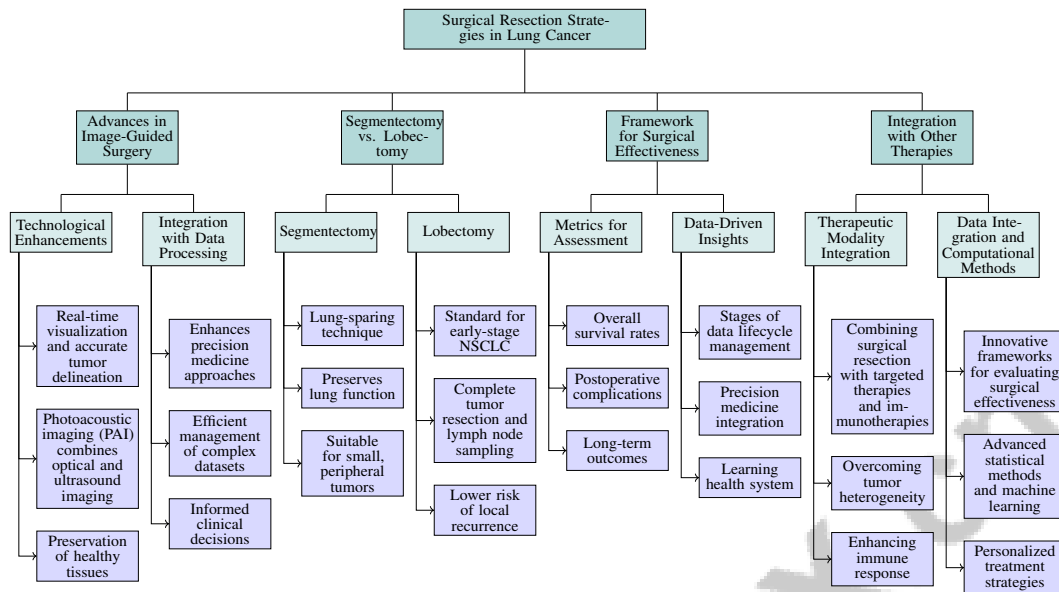 Surgical Resection Strate-
gies in Lung Cancer
Advances in
Image-Guided
Surgery
Segmentectomy
vs. Lobec-
tomy
Framework
for Surgical
Effectiveness
Integration
with Other
Therapies
Technological
Enhancements
Integration
with Data
Processing
Segmentectomy
Lobectomy
Metrics for
Assessment
Data-Driven
Insights
Therapeutic
Modality
Integration
Data Inte-
gration and
Computational
Methods
Real-time
visualization
and accurate
tumor
delineation
Photoacoustic
imaging (PAI)
combines
optical and
ultrasound
imaging
Preservation
of healthy
tissues
Enhances
precision
medicine
approaches
Efficient
management
of complex
datasets
Informed
clinical
decisions
Lung-sparing
technique
Preserves
lung function
Suitable
for small,
peripheral
tumors
Standard for
early-stage
NSCLC
Complete
tumor
resection and
lymph node
sampling
Lower risk
of local
recurrence
Overall
survival rates
Postoperative
complications
Long-term
outcomes
Stages of
data lifecycle
management
Precision
medicine
integration
Learning
health system
Combining
surgical
resection
with targeted
therapies
and im-
munotherapies
Overcoming
tumor
heterogeneity
Enhancing
immune
response
Innovative
frameworks
for evaluating
surgical
effectiveness
Advanced
statistical
methods
and machine
learning
Personalized
treatment
strategies